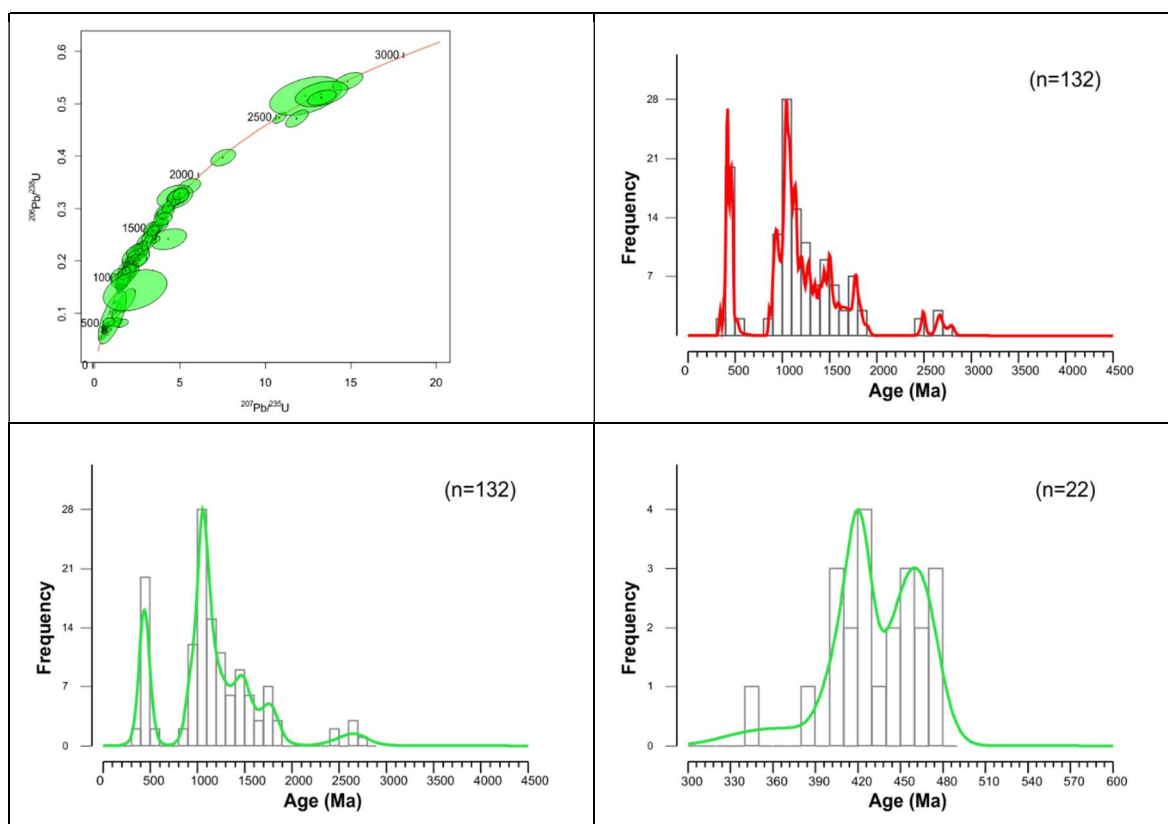 0.6
0.5
0.4
0.3
0.2
0.1
0
²⁰⁶Pb/²³⁸U
3000
2500
2000
1500
1000
500
0 5 10 15 20
²⁰⁷Pb/²³⁵U
(n=132)
28
21
14
7
Frequency
0 500 1000 1500 2000 2500 3000 3500 4000 4500
Age (Ma)
(n=132)
28
21
14
7
0
Frequency
0 500 1000 1500 2000 2500 3000 3500 4000 4500
Age (Ma)
(n=22)
4
3
2
1
0
Frequency
300 330 360 390 420 450 480 510 540 570 600
Age (Ma)